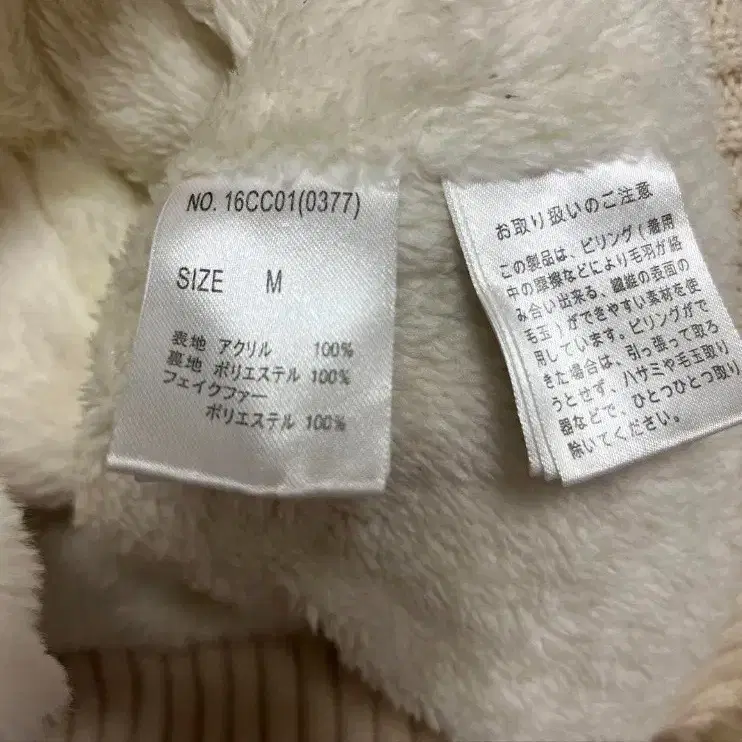 NO. 16CC01(0377)
SIZE M
表地 アクリル 100%
裏地 ポリエステル 100%
フェイクファー
ポリエステル 100%
お取り扱いのご注意
この製品は、ピリング(着用
中の摩擦などにより毛羽が絡
み合い出来る、繊維の表面の
毛玉)ができやすい素材を使
用しています。ピリングがで
きた場合は、引っ張って取ろ
うとせず、ハサミや毛玉取り
器などで、ひとつひとつ取り
除いてください。